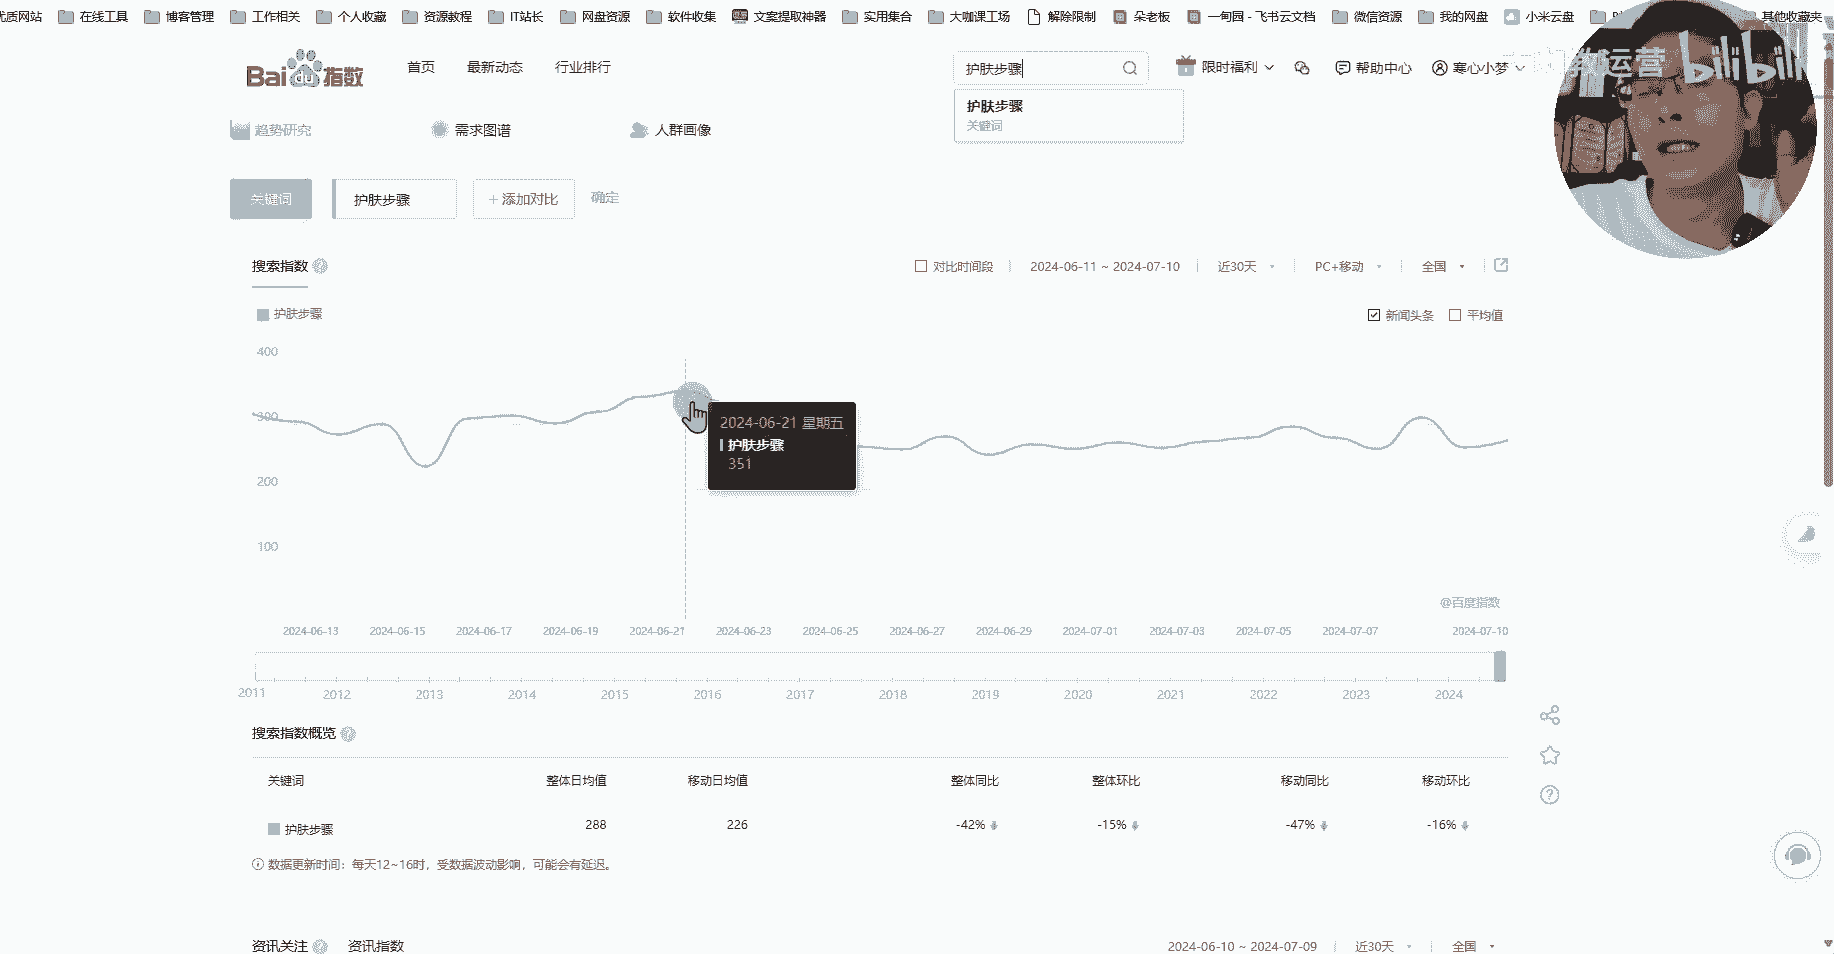 优质网站 在线工具 博客管理 工作相关 个人收藏 资源教程 IT站长 网盘资源 软件收集 文案提取神器 实用集合 大咖课工场 解除限制 朵老板 一甸园 - 飞书云文档 微信资源 我的网盘 小米云盘 其他收藏夹
Bai 指数 首页 最新动态 行业排行 护肤步骤 限时福利 帮助中心 寒心小梦
教运营 bilibili
护肤步骤
关键词
趋势研究 需求图谱 人群画像
关键词 护肤步骤 + 添加对比 确定
搜索指数 对比时间段 2024-06-11 ~ 2024-07-10 近30天 PC+移动 全国
护肤步骤 新闻头条 平均值
400
300
200
100
2024-06-21 星期五
护肤步骤
351
@百度指数
2024-06-13 2024-06-15 2024-06-17 2024-06-19 2024-06-21 2024-06-23 2024-06-25 2024-06-27 2024-06-29 2024-07-01 2024-07-03 2024-07-05 2024-07-07 2024-07-10
2011 2012 2013 2014 2015 2016 2017 2018 2019 2020 2021 2022 2023 2024
搜索指数概览
关键词 整体日均值 移动日均值 整体同比 整体环比 移动同比 移动环比
护肤步骤 288 226 -42% -15% -47% -16%
数据更新时间：每天12~16时，受数据波动影响，可能会有延迟。
资讯关注 资讯指数 2024-06-10 ~ 2024-07-09 近30天 全国